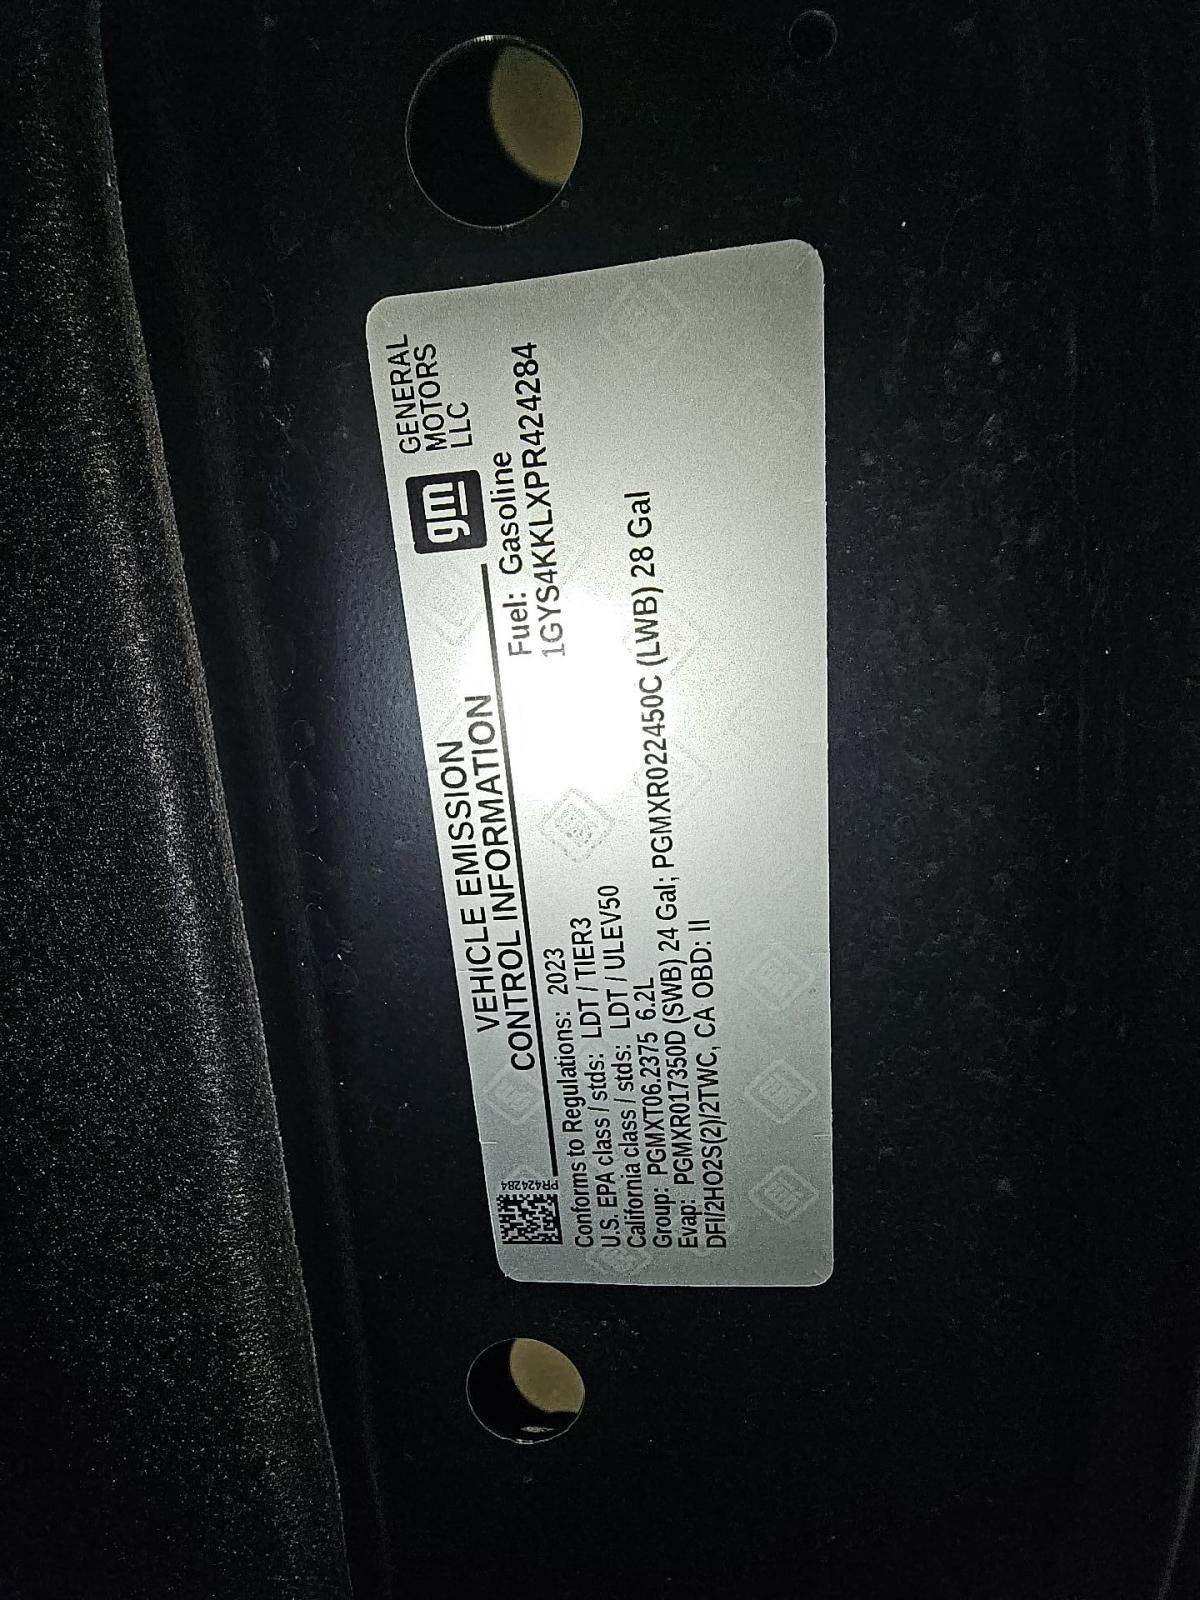 PR424284
VEHICLE EMISSION
CONTROL INFORMATION
gm
GENERAL
MOTORS
LLC
Fuel: Gasoline
1GYS4KKLXPR424284
Conforms to Regulations: 2023
U.S. EPA class / stds: LDT / TIER3
California class / stds: LDT / ULEV50
Group: PGMXT06.2375 6.2L
Evap: PGMXR017350D (SWB) 24 Gal; PGMXR022450C (LWB) 28 Gal
DFI/2HO2S(2)/2TWC, CA OBD: II